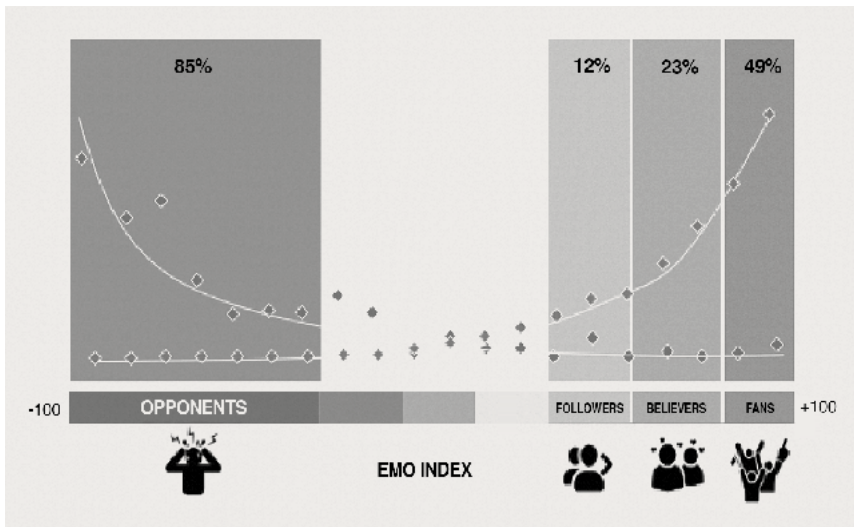 85%
12% 23% 49%
-100 OPPONENTS FOLLOWERS BELIEVERS FANS +100
EMO INDEX